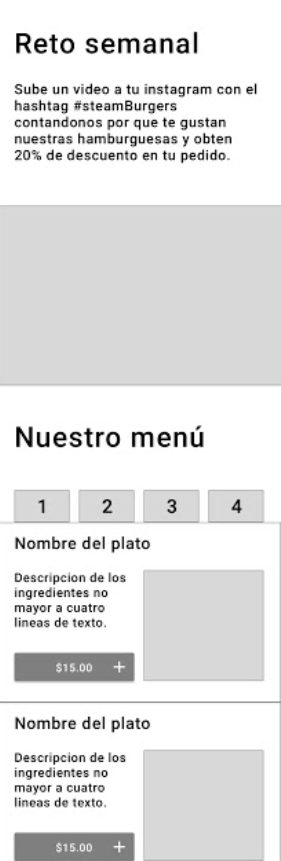 Reto semanal
Sube un video a tu instagram con el
hashtag #steamBurgers
contandonos por que te gustan
nuestras hamburguesas y obten
20% de descuento en tu pedido.
Nuestro menú
1 2 3 4
Nombre del plato
Descripcion de los
ingredientes no
mayor a cuatro
lineas de texto.
$15.00 +
Nombre del plato
Descripcion de los
ingredientes no
mayor a cuatro
lineas de texto.
$15.00 +